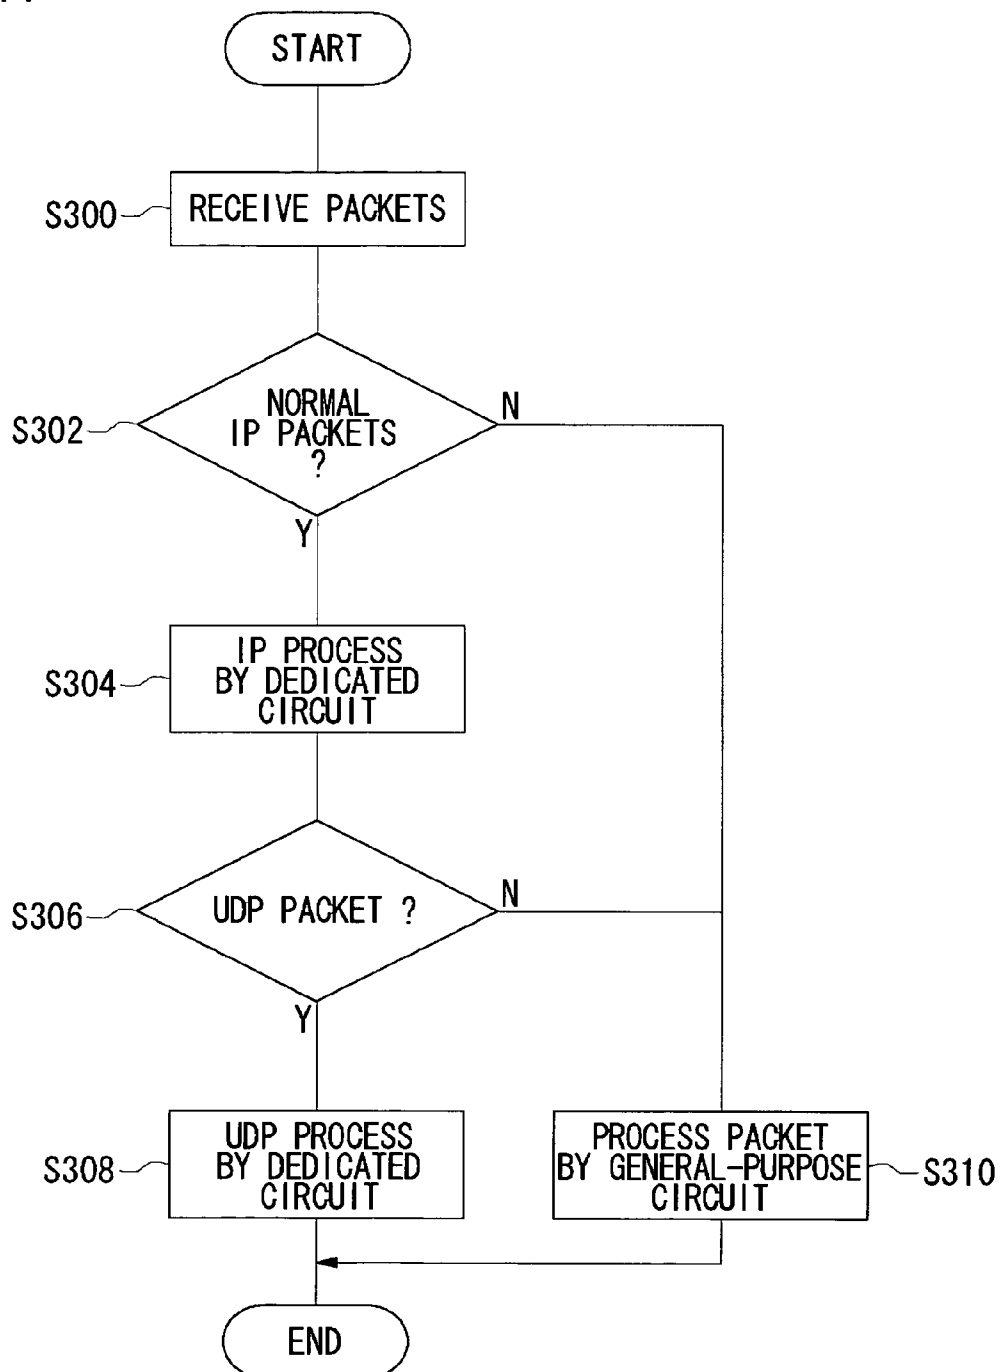 START
S300
RECEIVE PACKETS
S302
NORMAL
IP PACKETS
?
N
Y
S304
IP PROCESS
BY DEDICATED
CIRCUIT
S306
UDP PACKET ?
N
Y
S308
UDP PROCESS
BY DEDICATED
CIRCUIT
PROCESS PACKET
BY GENERAL-PURPOSE
CIRCUIT
S310
END